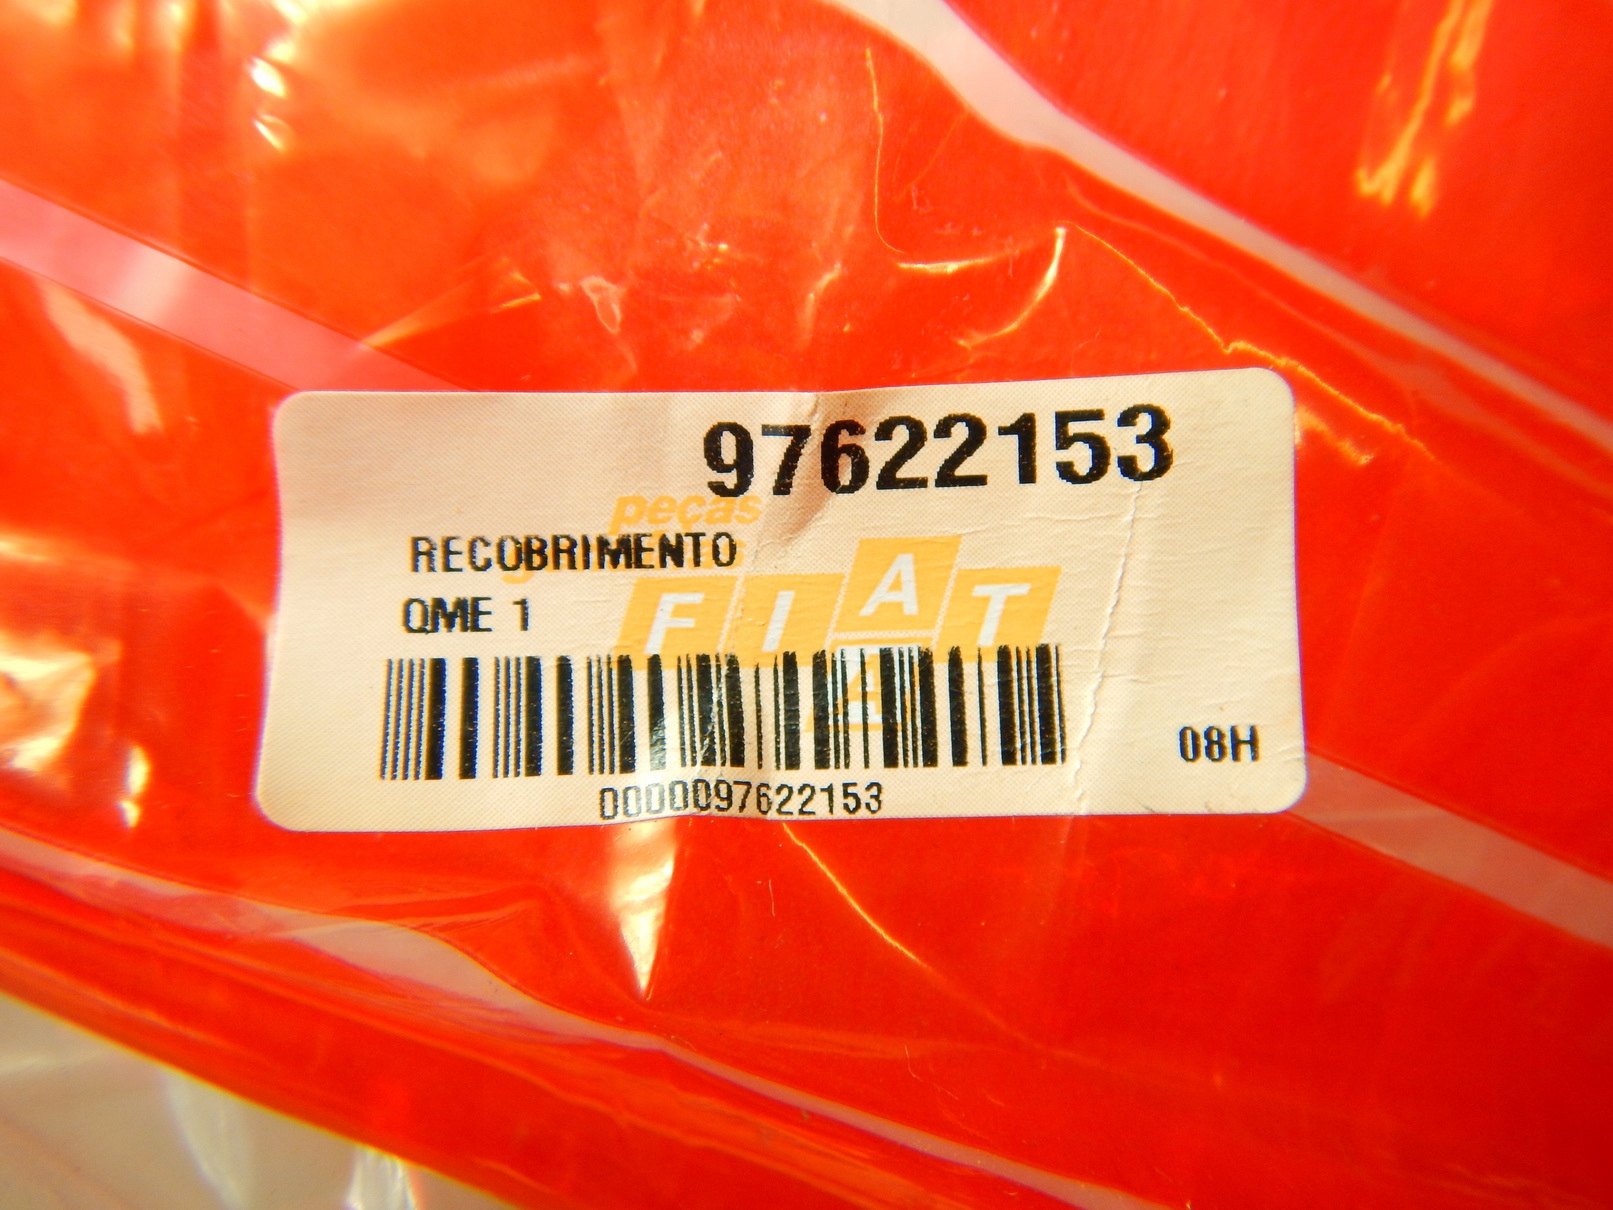 97622153
peças
RECOBRIMENTO
FIAT
QME 1
A
08H
0000097622153